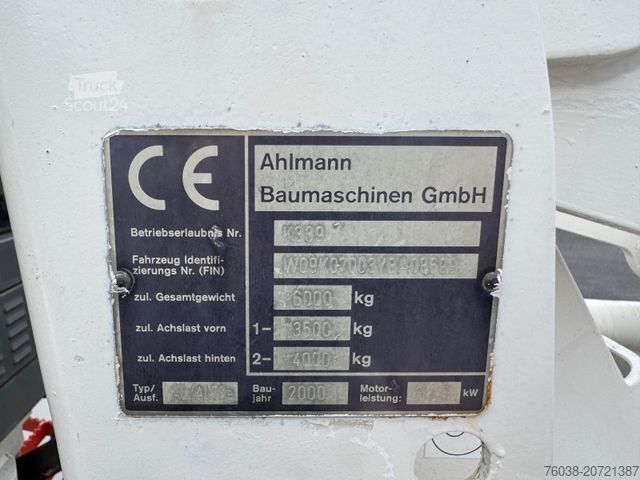 Truck
scout24
CE
Ahlmann
Baumaschinen GmbH
Betriebserlaubnis Nr. K309
Fahrzeug Identifi-
zierungs Nr. (FIN)
zul. Gesamtgewicht 6000 kg
zul. Achslast vorn 1- 3500 kg
zul. Achslast hinten 2- 4000 kg
Typ/ Bau- Motor-
Ausf. jahr 2000 leistung: kW
76038-20721387